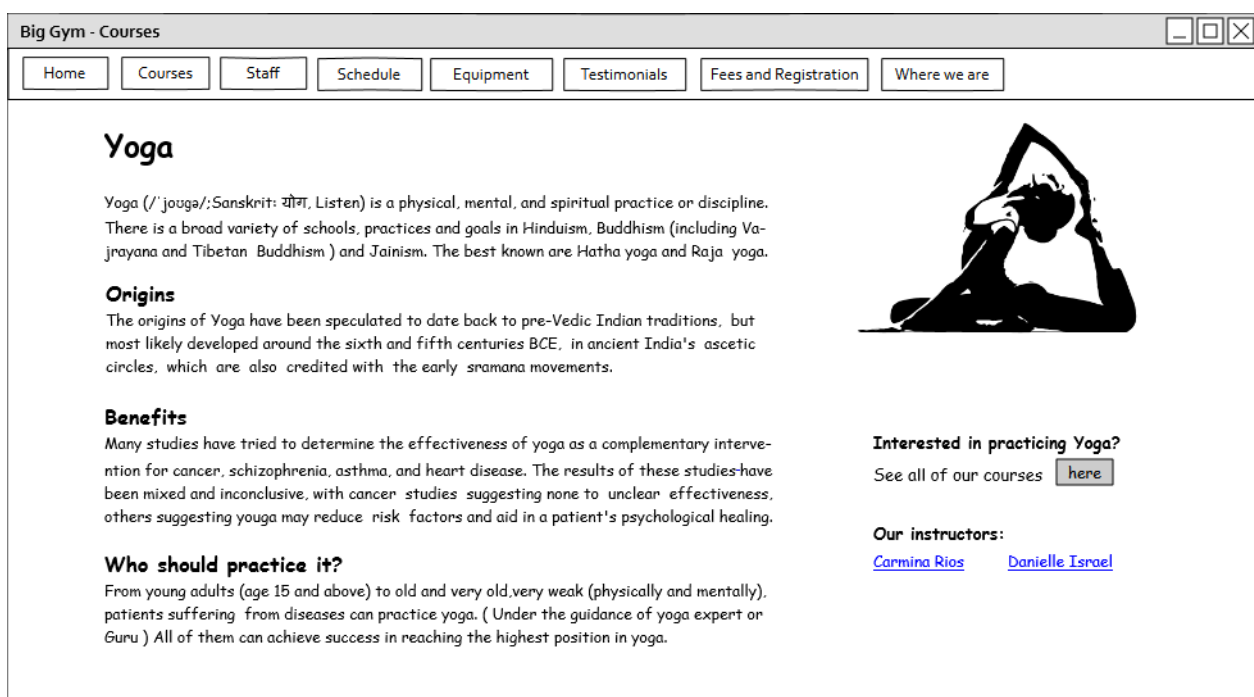 Big Gym - Courses
Home Courses Staff Schedule Equipment Testimonials Fees and Registration Where we are
Yoga
Yoga (/ˈjoʊɡə/;Sanskrit: योग, Listen) is a physical, mental, and spiritual practice or discipline.
There is a broad variety of schools, practices and goals in Hinduism, Buddhism (including Va-
jrayana and Tibetan Buddhism ) and Jainism. The best known are Hatha yoga and Raja yoga.
Origins
The origins of Yoga have been speculated to date back to pre-Vedic Indian traditions, but
most likely developed around the sixth and fifth centuries BCE, in ancient India's ascetic
circles, which are also credited with the early sramana movements.
Benefits
Many studies have tried to determine the effectiveness of yoga as a complementary interve-
ntion for cancer, schizophrenia, asthma, and heart disease. The results of these studies have
been mixed and inconclusive, with cancer studies suggesting none to unclear effectiveness,
others suggesting youga may reduce risk factors and aid in a patient's psychological healing.
Who should practice it?
From young adults (age 15 and above) to old and very old,very weak (physically and mentally),
patients suffering from diseases can practice yoga. ( Under the guidance of yoga expert or
Guru ) All of them can achieve success in reaching the highest position in yoga.
Interested in practicing Yoga?
See all of our courses here
Our instructors:
Carmina Rios Danielle Israel